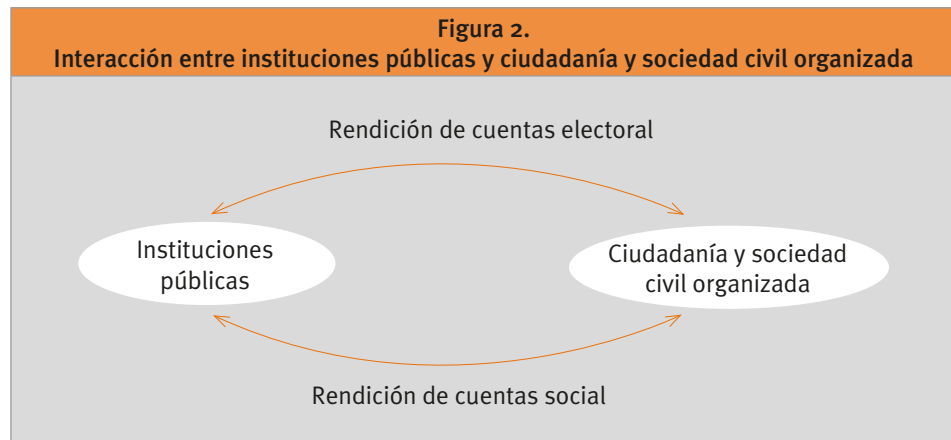 Figura 2.
Interacción entre instituciones públicas y ciudadanía y sociedad civil organizada
Rendición de cuentas electoral
Instituciones
públicas
Ciudadanía y sociedad
civil organizada
Rendición de cuentas social